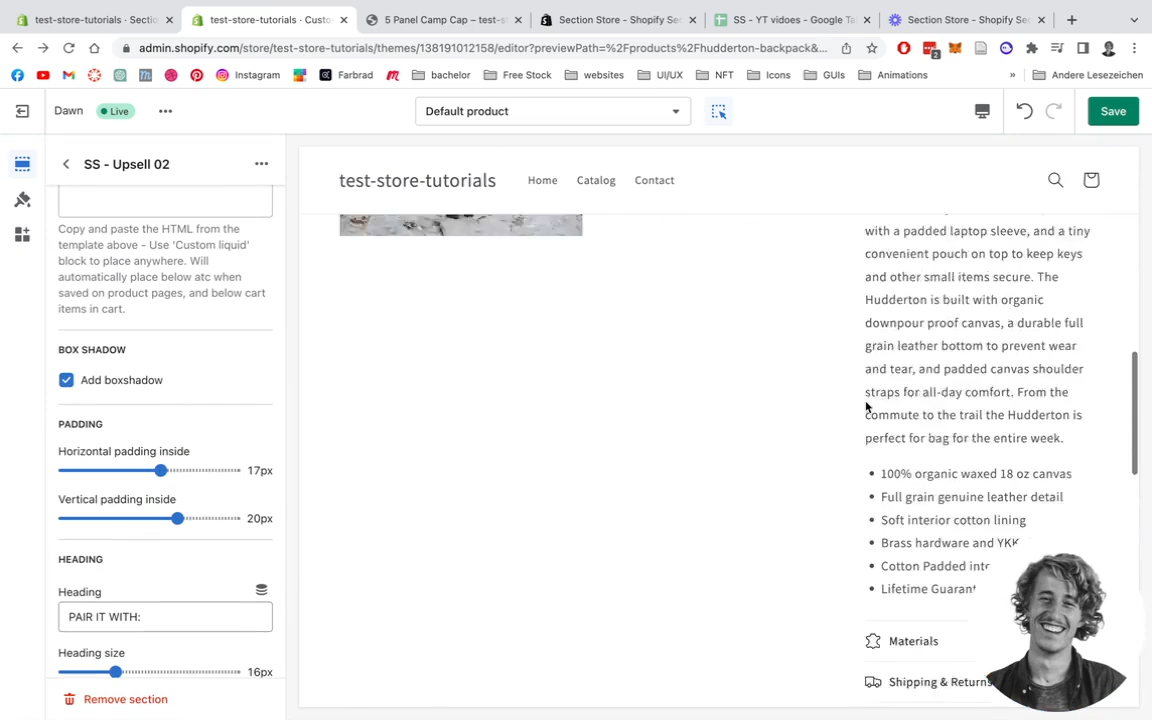 test-store-tutorials · Secti
test-store-tutorials · Custo
5 Panel Camp Cap – test-s
Section Store - Shopify Sec
SS - YT vidoes - Google Ta
Section Store - Shopify Sec
admin.shopify.com/store/test-store-tutorials/themes/138191012158/editor?previewPath=%2Fproducts%2Fhudderton-backpack&...
2
Instagram
Farbrad
bachelor
Free Stock
websites
UI/UX
NFT
Icons
GUIs
Animations
»
Andere Lesezeichen
Dawn
Live
Default product
Save
SS - Upsell 02
Copy and paste the HTML from the
template above - Use 'Custom liquid'
block to place anywhere. Will
automatically place below atc when
saved on product pages, and below cart
items in cart.
BOX SHADOW
Add boxshadow
PADDING
Horizontal padding inside
17px
Vertical padding inside
20px
HEADING
Heading
PAIR IT WITH:
Heading size
16px
Remove section
test-store-tutorials
Home
Catalog
Contact
with a padded laptop sleeve, and a tiny
convenient pouch on top to keep keys
and other small items secure. The
Hudderton is built with organic
downpour proof canvas, a durable full
grain leather bottom to prevent wear
and tear, and padded canvas shoulder
straps for all-day comfort. From the
commute to the trail the Hudderton is
perfect for bag for the entire week.
• 100% organic waxed 18 oz canvas
• Full grain genuine leather detail
• Soft interior cotton lining
• Brass hardware and YKK
• Cotton Padded inte
• Lifetime Guarant
Materials
Shipping & Returns